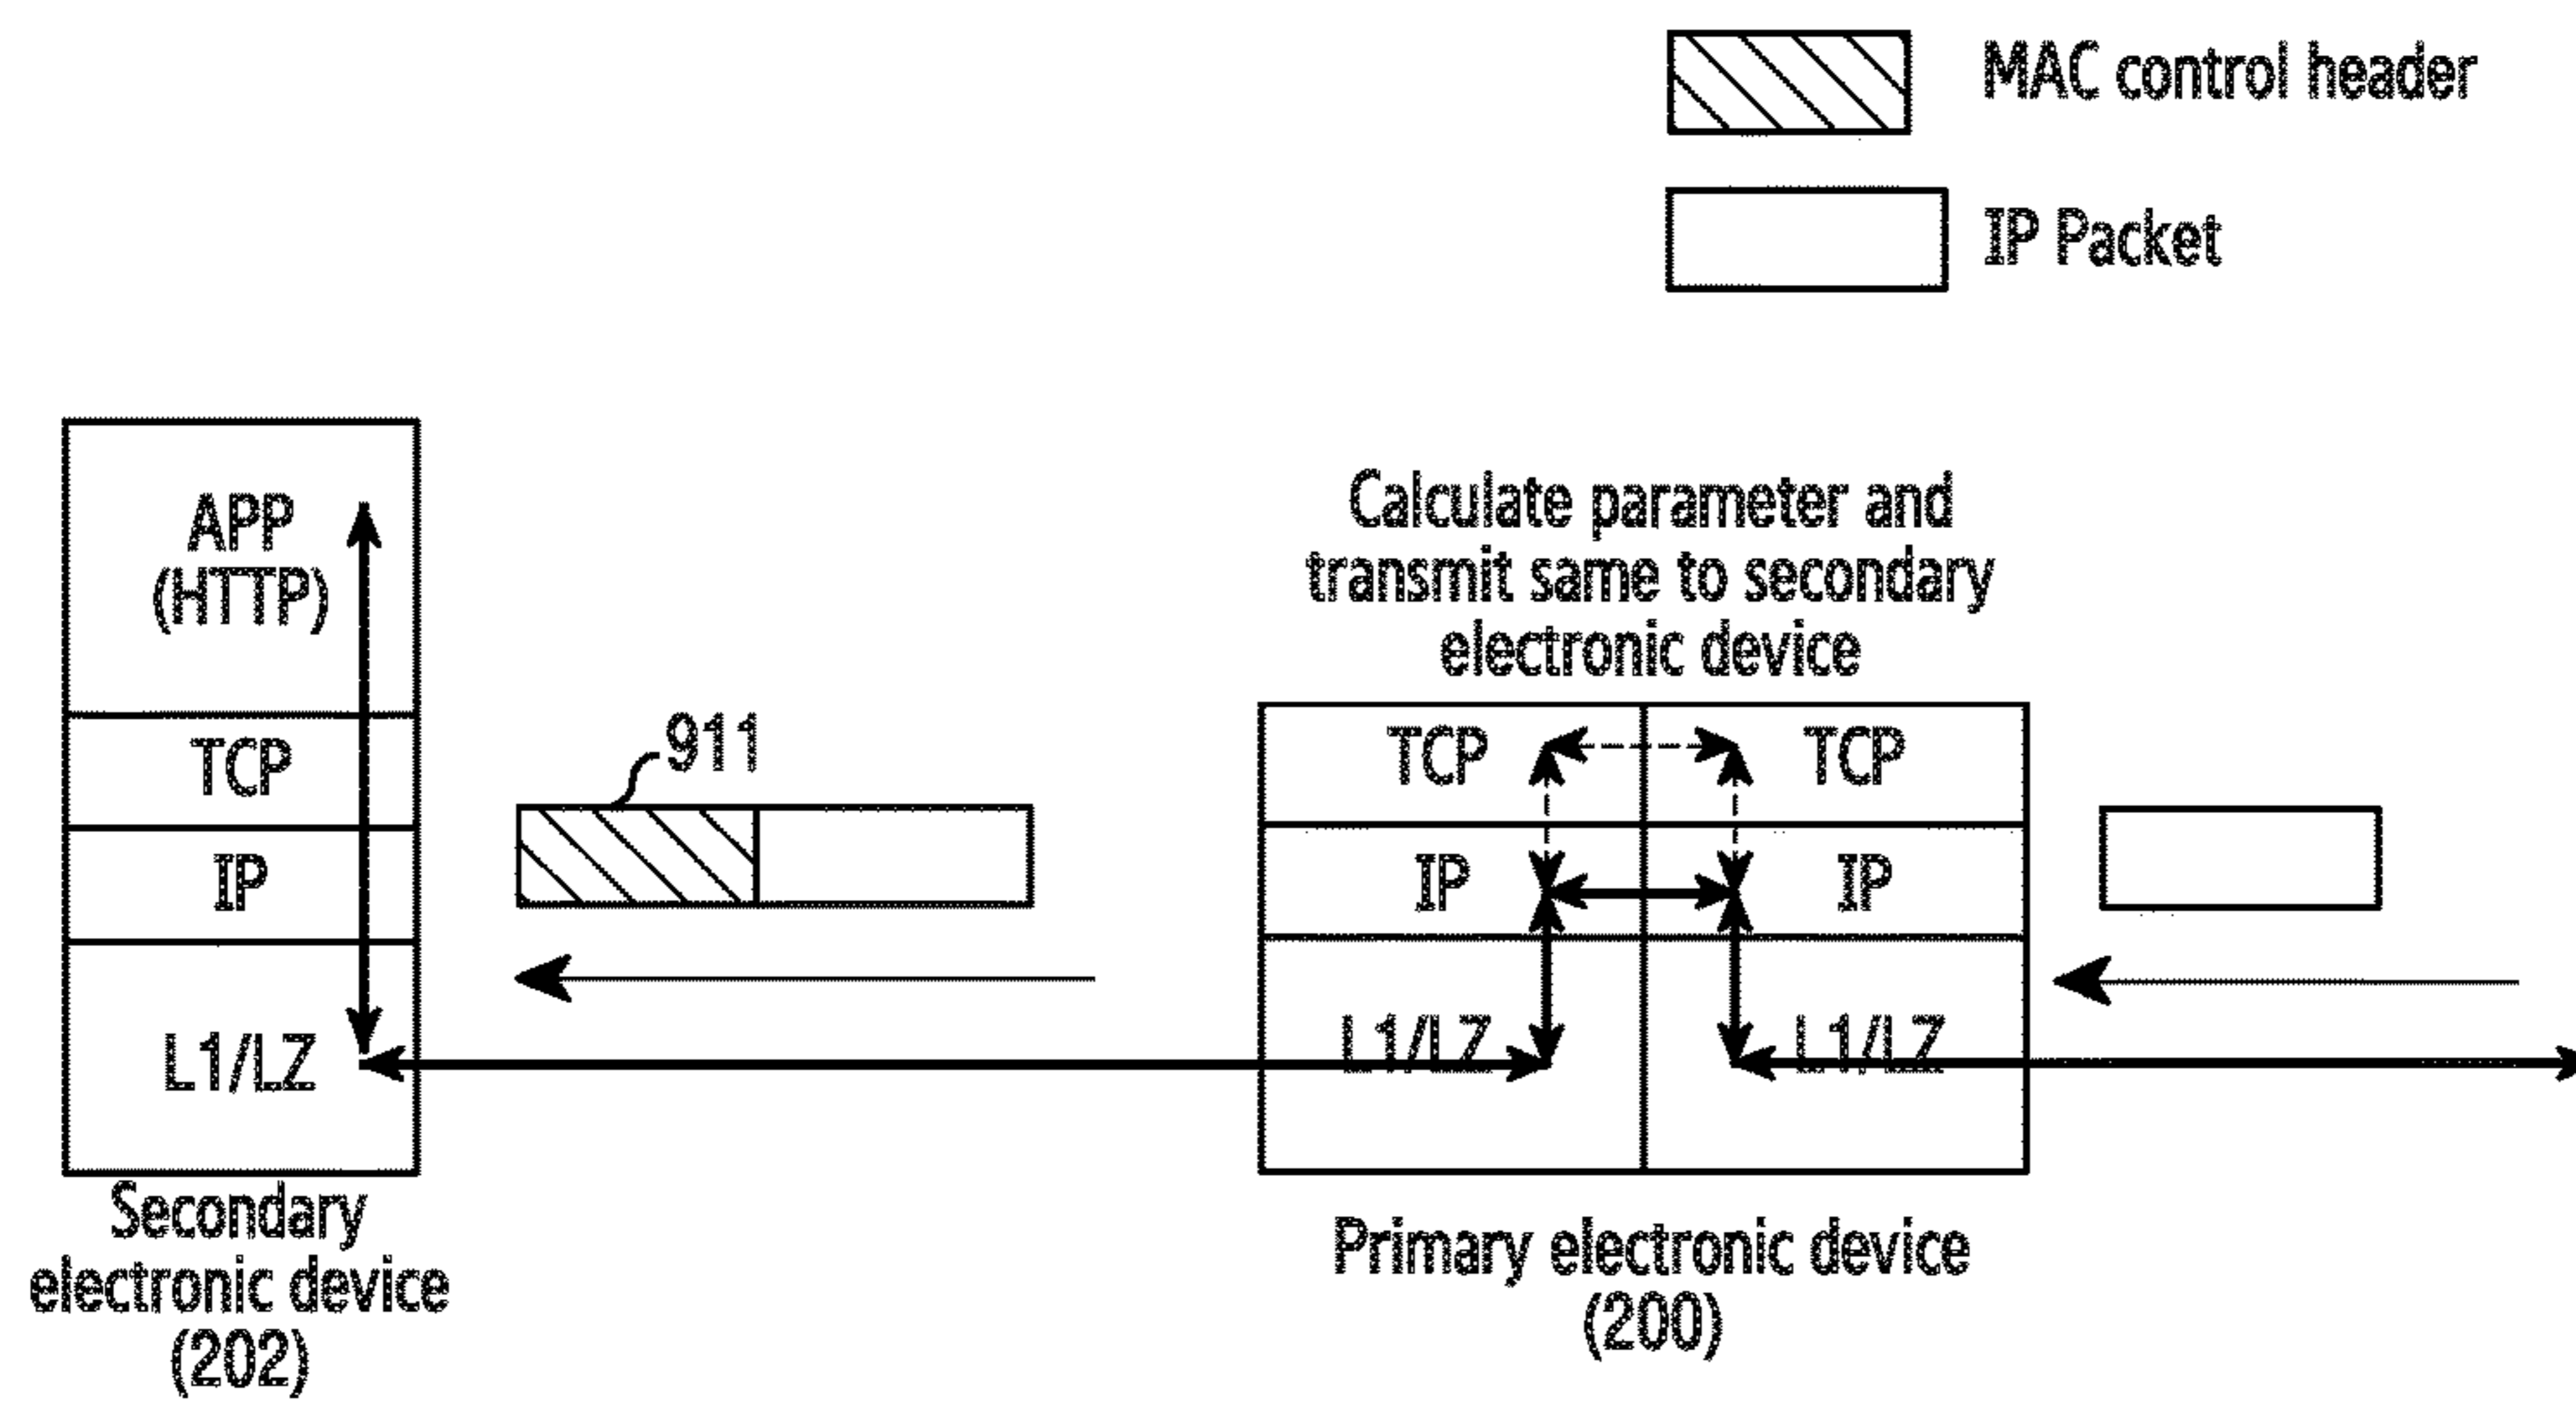 MAC control header
IP Packet
Calculate parameter and
transmit same to secondary
electronic device
APP
(HTTP)
TCP
IP
L1/LZ
911
TCP
TCP
IP
IP
L1/LZ
L1/LZ
Secondary
electronic device
(202)
Primary electronic device
(200)